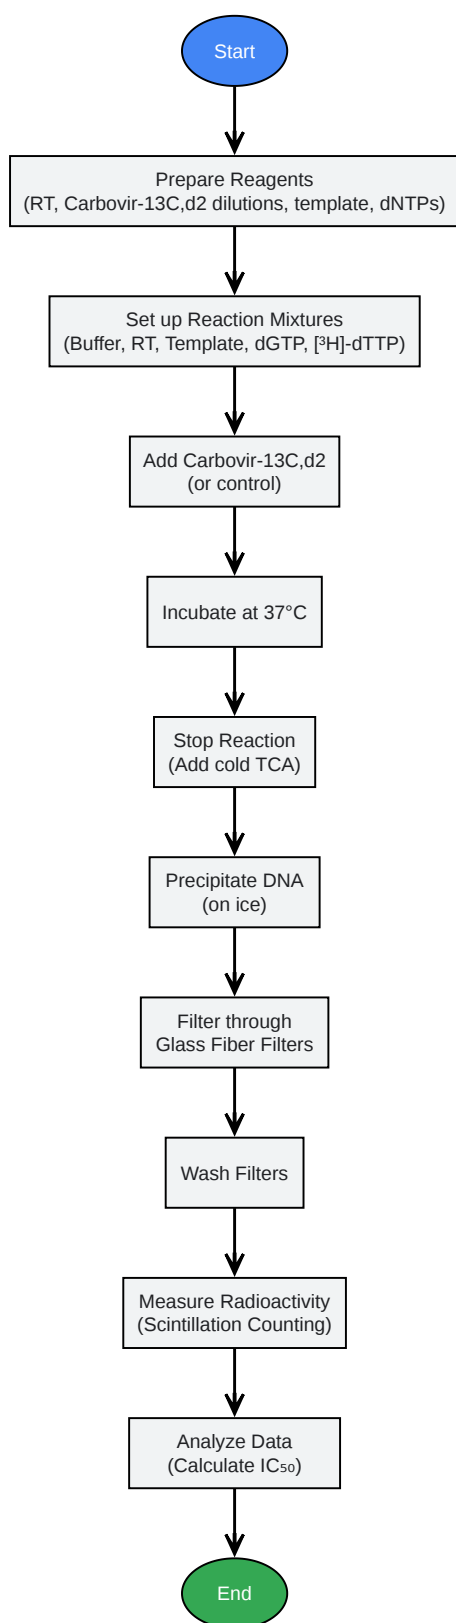 Start
Prepare Reagents
(RT, Carbovir-13C,d2 dilutions, template, dNTPs)
Set up Reaction Mixtures
(Buffer, RT, Template, dGTP, [³H]-dTTP)
Add Carbovir-13C,d2
(or control)
Incubate at 37°C
Stop Reaction
(Add cold TCA)
Precipitate DNA
(on ice)
Filter through
Glass Fiber Filters
Wash Filters
Measure Radioactivity
(Scintillation Counting)
Analyze Data
(Calculate IC₅₀)
End